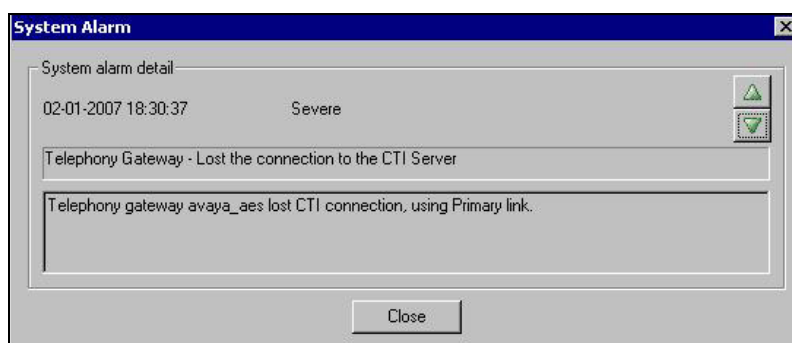 System Alarm
System alarm detail
02-01-2007 18:30:37 Severe
Telephony Gateway - Lost the connection to the CTI Server
Telephony gateway avaya_aes lost CTI connection, using Primary link.
Close